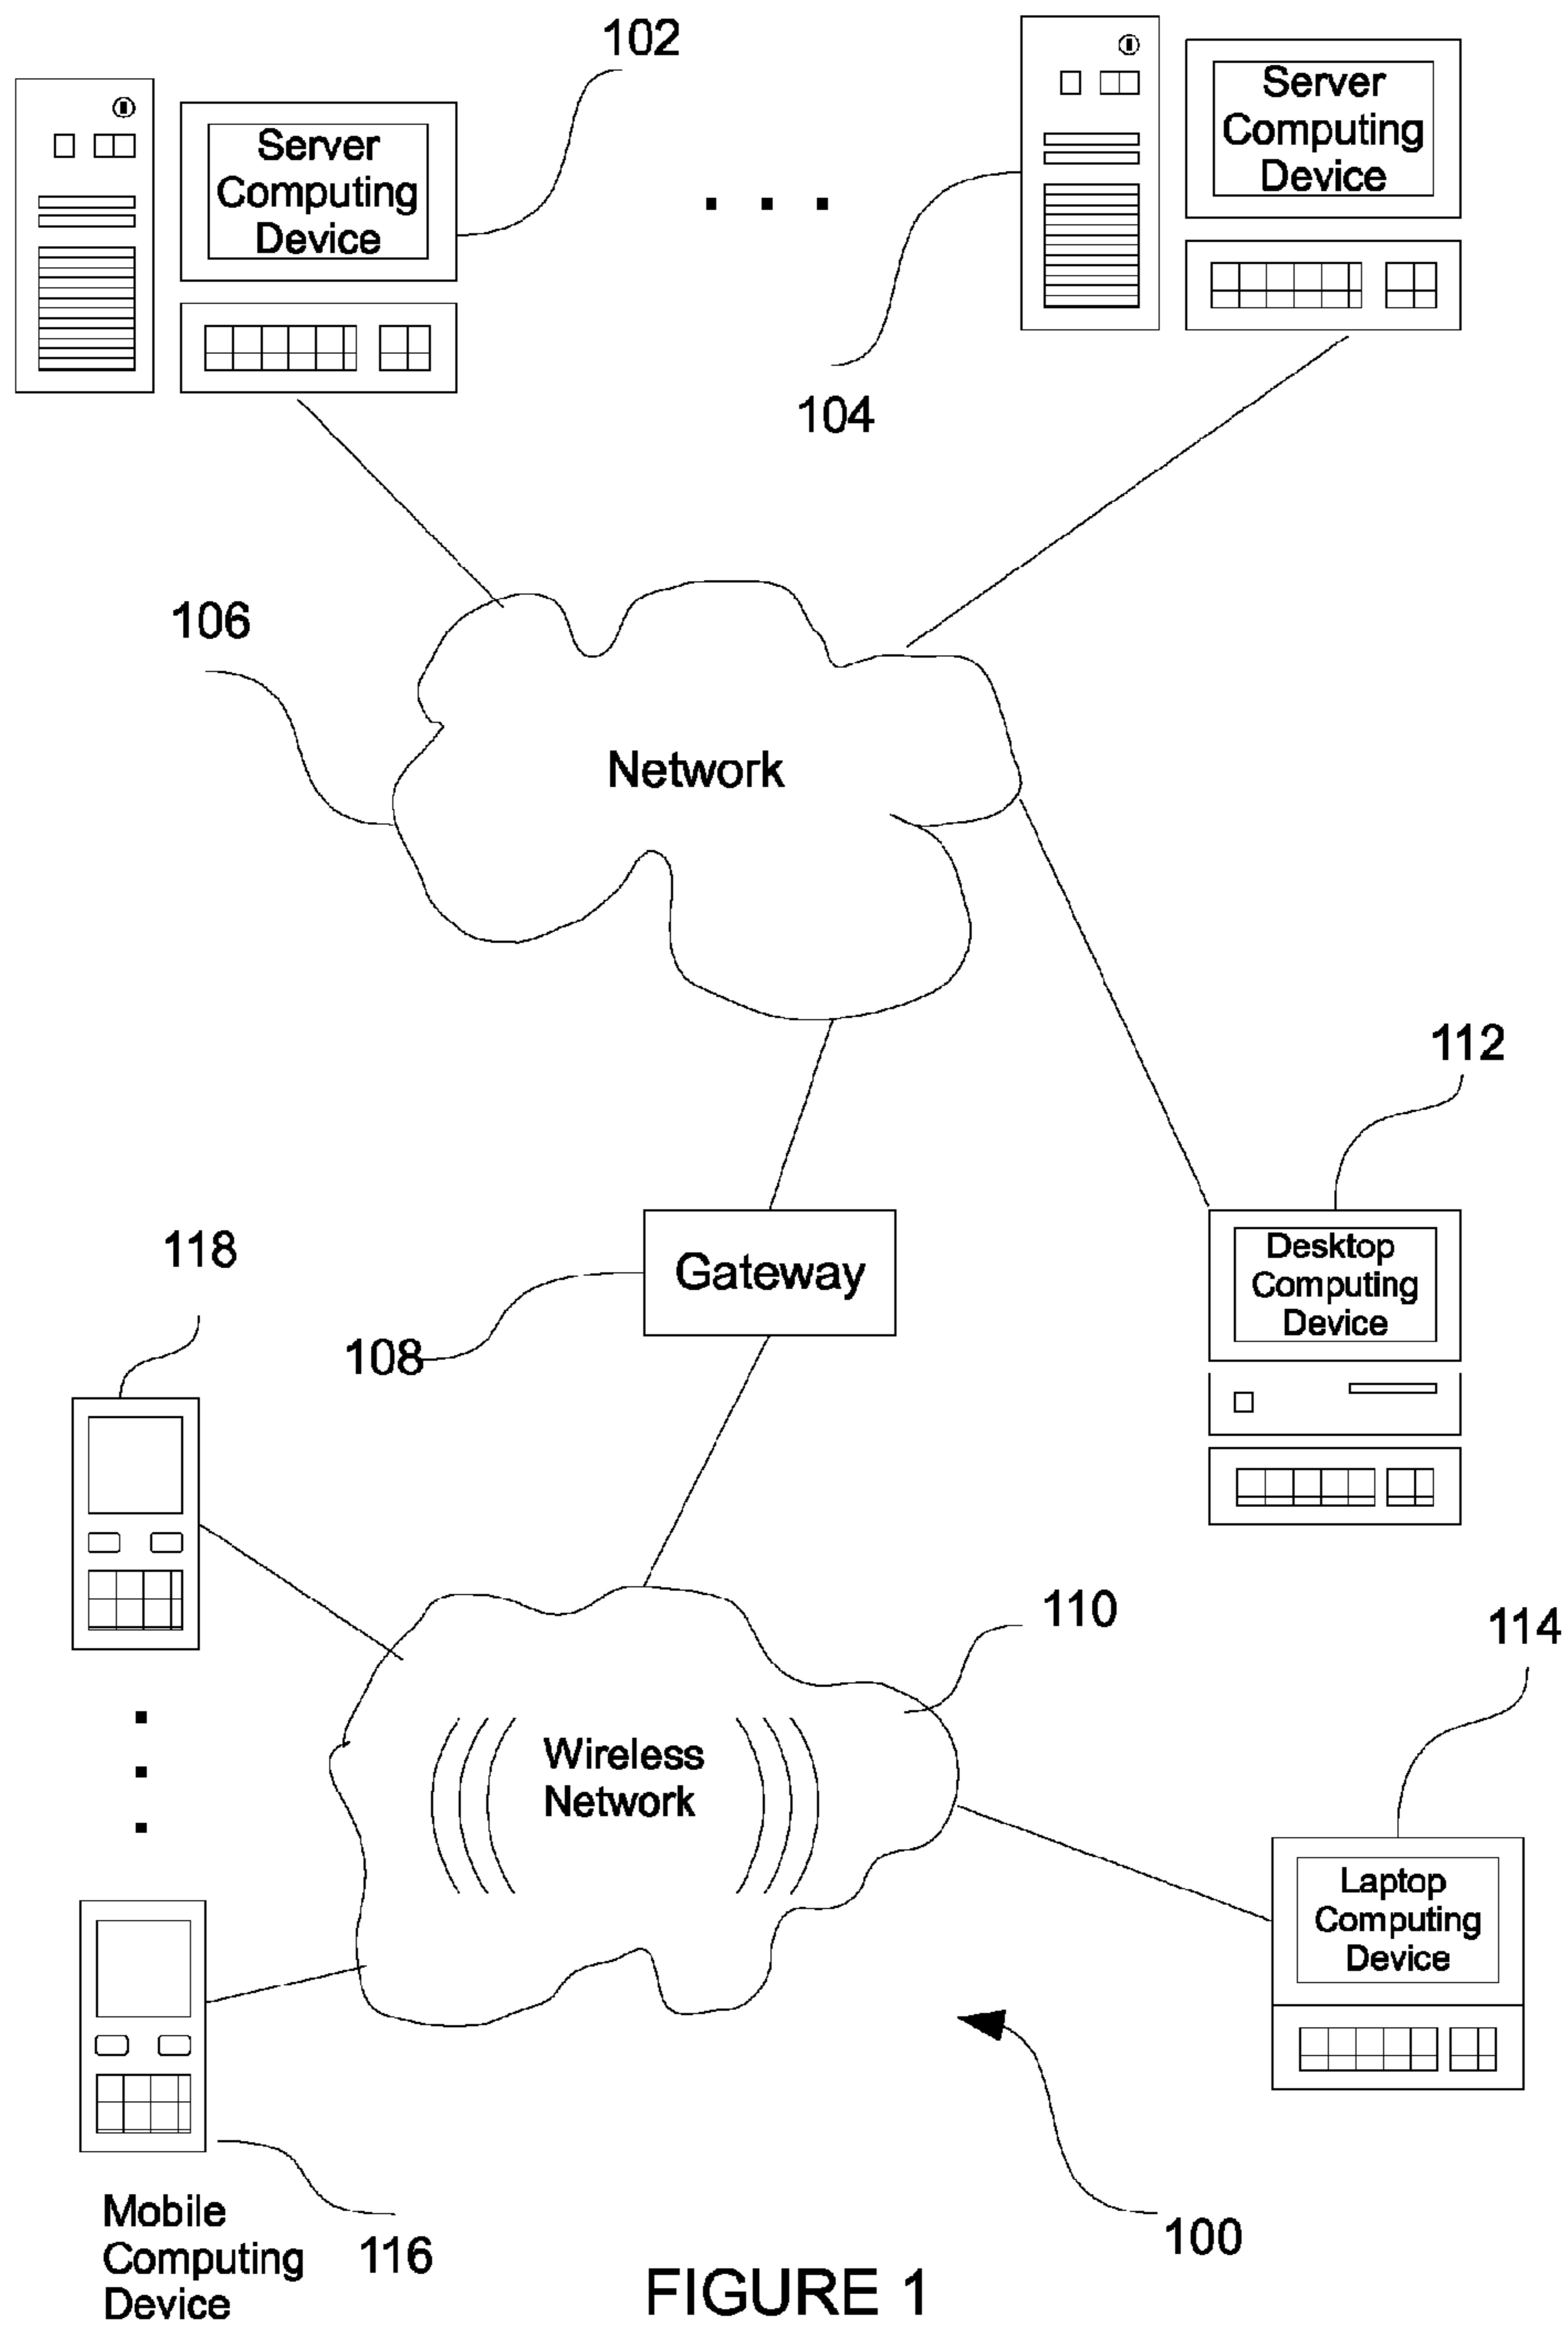 102
Server
Computing
Device
Server
Computing
Device
104
106
Network
112
118
Gateway
Desktop
Computing
Device
108
110
114
Wireless
Network
Laptop
Computing
Device
Mobile
Computing
Device
116
100
FIGURE 1